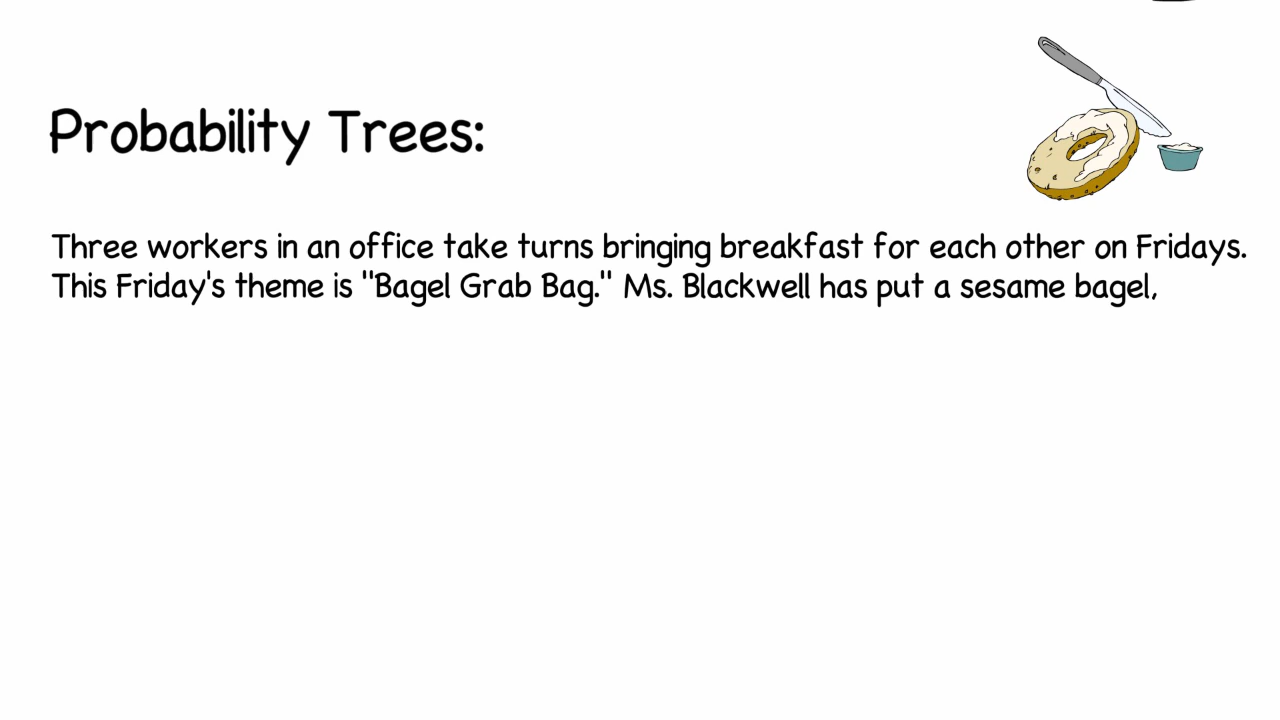 Probability Trees:
Three workers in an office take turns bringing breakfast for each other on Fridays.
This Friday's theme is "Bagel Grab Bag." Ms. Blackwell has put a sesame bagel,